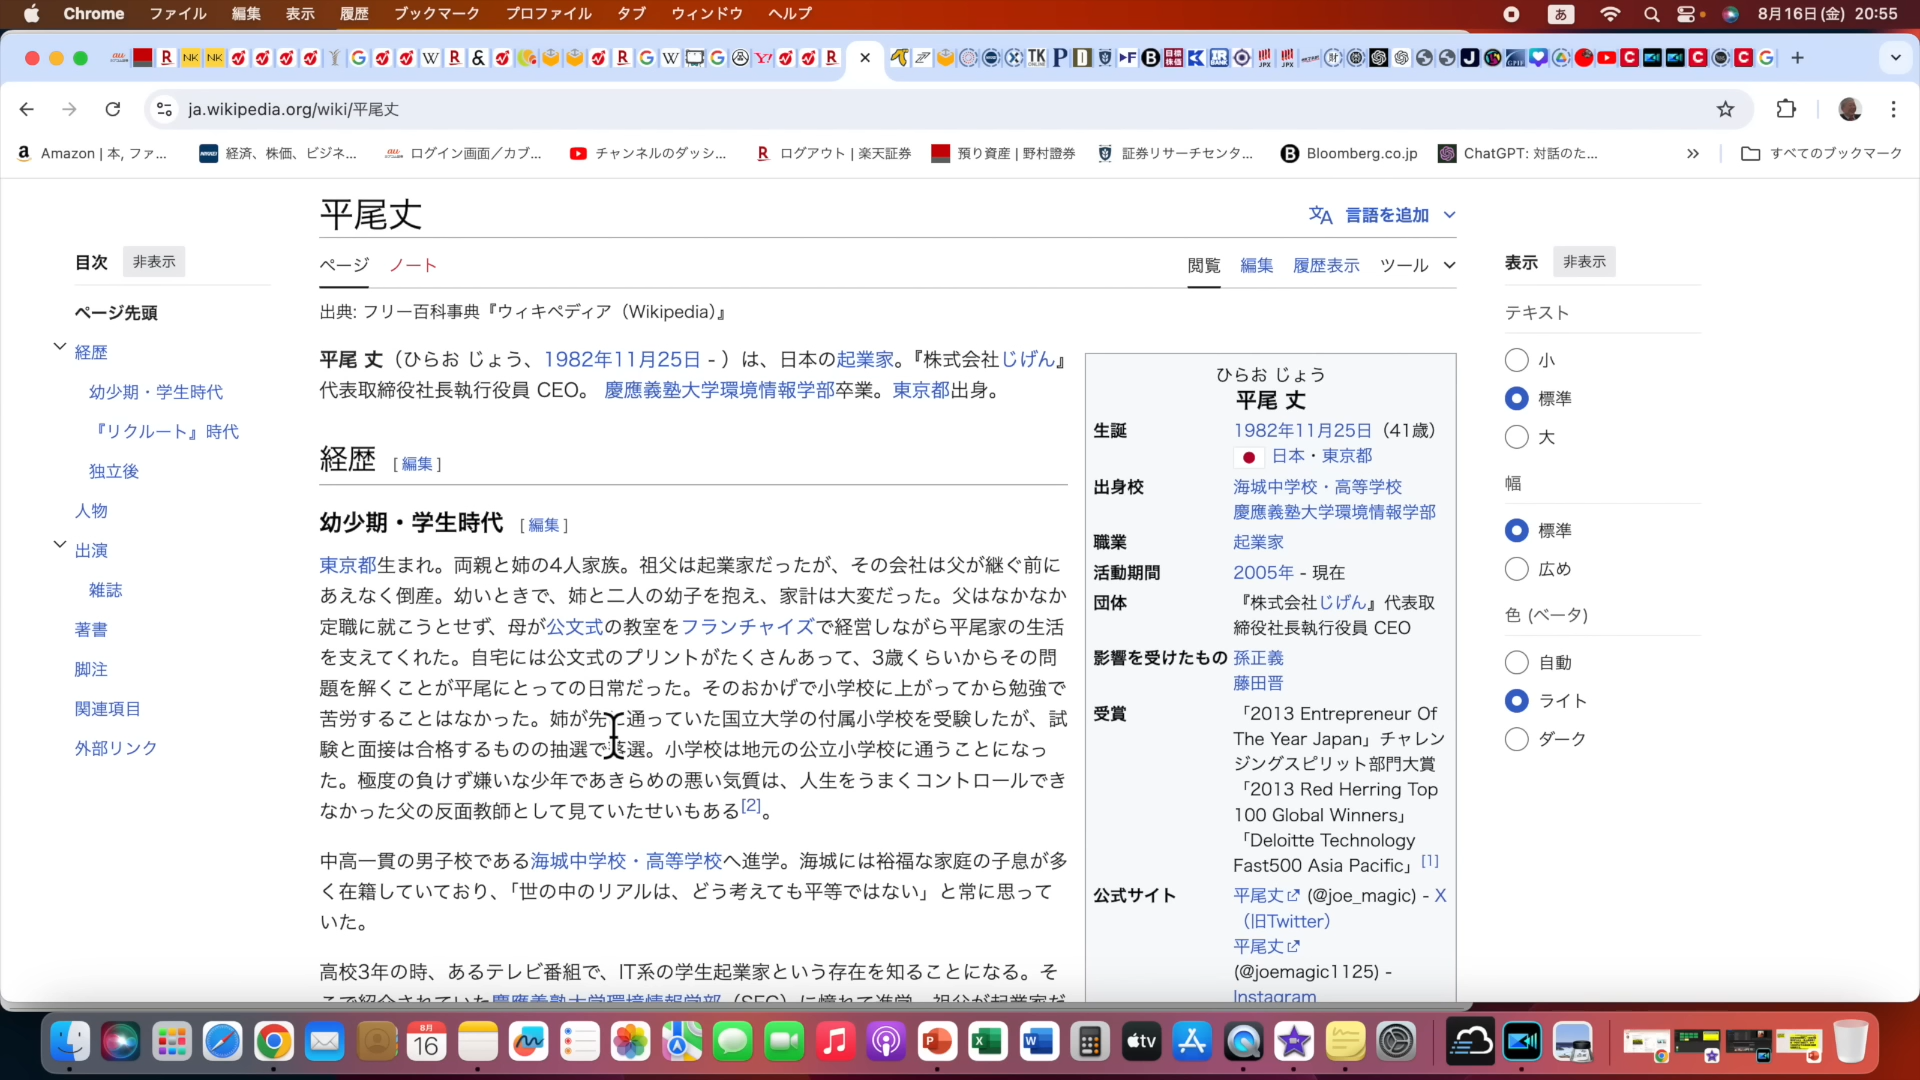 Chrome ファイル 編集 表示 履歴 ブックマーク プロファイル タブ ウィンドウ ヘルプ あ 8月16日(金) 20:55
ja.wikipedia.org/wiki/平尾丈
Amazon | 本, ファ... 経済、株価、ビジネ... ログイン画面／カブ... チャンネルのダッシ... ログアウト | 楽天証券 預り資産 | 野村證券 証券リサーチセンタ... Bloomberg.co.jp ChatGPT: 対話のた... すべてのブックマーク
平尾丈
言語を追加
目次 非表示
ページ ノート
閲覧 編集 履歴表示 ツール
表示 非表示
ページ先頭
経歴
幼少期・学生時代
『リクルート』時代
独立後
人物
出演
雑誌
著書
脚注
関連項目
外部リンク
出典: フリー百科事典『ウィキペディア（Wikipedia）』
平尾 丈（ひらお じょう、1982年11月25日 - ）は、日本の起業家。『株式会社じげん』
代表取締役社長執行役員 CEO。 慶應義塾大学環境情報学部卒業。東京都出身。
経歴 [ 編集 ]
幼少期・学生時代 [ 編集 ]
東京都生まれ。両親と姉の4人家族。祖父は起業家だったが、その会社は父が継ぐ前に
あえなく倒産。幼いときで、姉と二人の幼子を抱え、家計は大変だった。父はなかなか
定職に就こうとせず、母が公文式の教室をフランチャイズで経営しながら平尾家の生活
を支えてくれた。自宅には公文式のプリントがたくさんあって、3歳くらいからその問
題を解くことが平尾にとっての日常だった。そのおかげで小学校に上がってから勉強で
苦労することはなかった。姉が先に通っていた国立大学の付属小学校を受験したが、試
験と面接は合格するものの抽選で落選。小学校は地元の公立小学校に通うことになっ
た。極度の負けず嫌いな少年であきらめの悪い気質は、人生をうまくコントロールでき
なかった父の反面教師として見ていたせいもある[2]。
中高一貫の男子校である海城中学校・高等学校へ進学。海城には裕福な家庭の子息が多
く在籍しており、「世の中のリアルは、どう考えても平等ではない」と常に思って
いた。
高校3年の時、あるテレビ番組で、IT系の学生起業家という存在を知ることになる。そ
こで紹介されていた慶應義塾大学環境情報学部（SFC）に憧れて進学。祖父が起業家だ
ひらお じょう
平尾 丈
生誕 1982年11月25日（41歳）
日本・東京都
出身校 海城中学校・高等学校
慶應義塾大学環境情報学部
職業 起業家
活動期間 2005年 - 現在
団体 『株式会社じげん』代表取
締役社長執行役員 CEO
影響を受けたもの 孫正義
藤田晋
受賞 「2013 Entrepreneur Of
The Year Japan」チャレン
ジングスピリット部門大賞
「2013 Red Herring Top
100 Global Winners」
「Deloitte Technology
Fast500 Asia Pacific」[1]
公式サイト 平尾丈 (@joe_magic) - X
（旧Twitter）
平尾丈
(@joemagic1125) -
Instagram
テキスト
小
標準
大
幅
標準
広め
色 (ベータ)
自動
ライト
ダーク
8月
16
tv